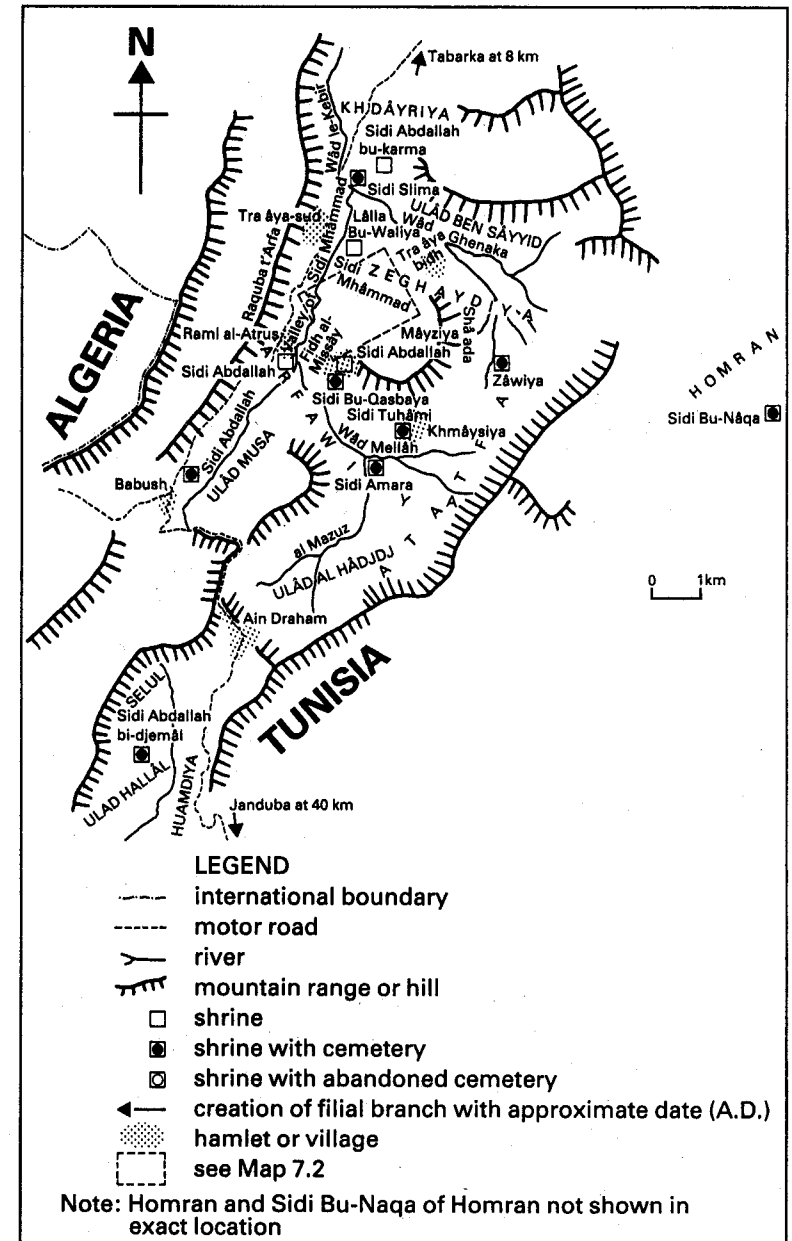 N
Tabarka at 8 km
KHDÂYRIYA
Wâd le-Kebir
Sidi Abdallah
bu-karma
Sidi Slima
Tra âya-sud
Lâlla
Bu-Waliya
Wâd
Ghenaka
ULÂD BEN SÂYYID
Tra âya
bidh
Raquba t'Arfa
Valley of Sidi Mhâmmad
Sidi
Mhâmmad
ZEGHAYDIYA
ALGERIA
Raml al-Atrus
Fidh al-
Missây
Mâyziya
Shâ ada
Sidi Abdallah
Sidi Abdallah
Zâwiya
HOMRAN
Sidi Bu-Nâqa
Sidi Bu-Qasbaya
Sidi Tuhâmi
Khmâysiya
ARFAWIYA
ATATFA
Wâd
Mellâh
Sidi Amara
Sidi Abdallah
ULÂD MUSA
Babush
al Mazuz
ULÂD AL HÂDJDJ
0 1km
Ain Draham
TUNISIA
SELUL
Sidi Abdallah
bi-djemâl
ULAD HALLÂL
HUAMDIYA
Janduba at 40 km
LEGEND
international boundary
motor road
river
mountain range or hill
shrine
shrine with cemetery
shrine with abandoned cemetery
creation of filial branch with approximate date (A.D.)
hamlet or village
see Map 7.2
Note: Homran and Sidi Bu-Naqa of Homran not shown in
exact location